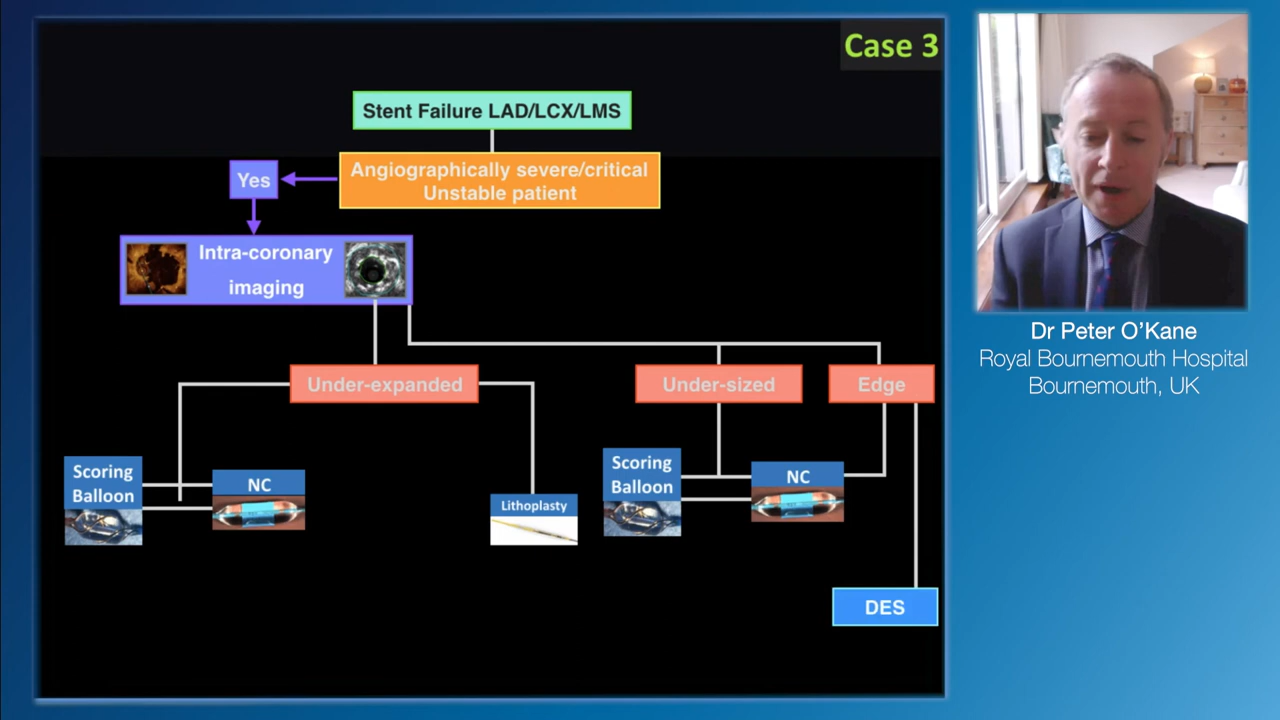 Case 3
Stent Failure LAD/LCX/LMS
Yes
Angiographically severe/critical
Unstable patient
Intra-coronary
imaging
Under-expanded
Under-sized
Edge
Scoring
Balloon
NC
Lithoplasty
Scoring
Balloon
NC
DES
Dr Peter O’Kane
Royal Bournemouth Hospital
Bournemouth, UK